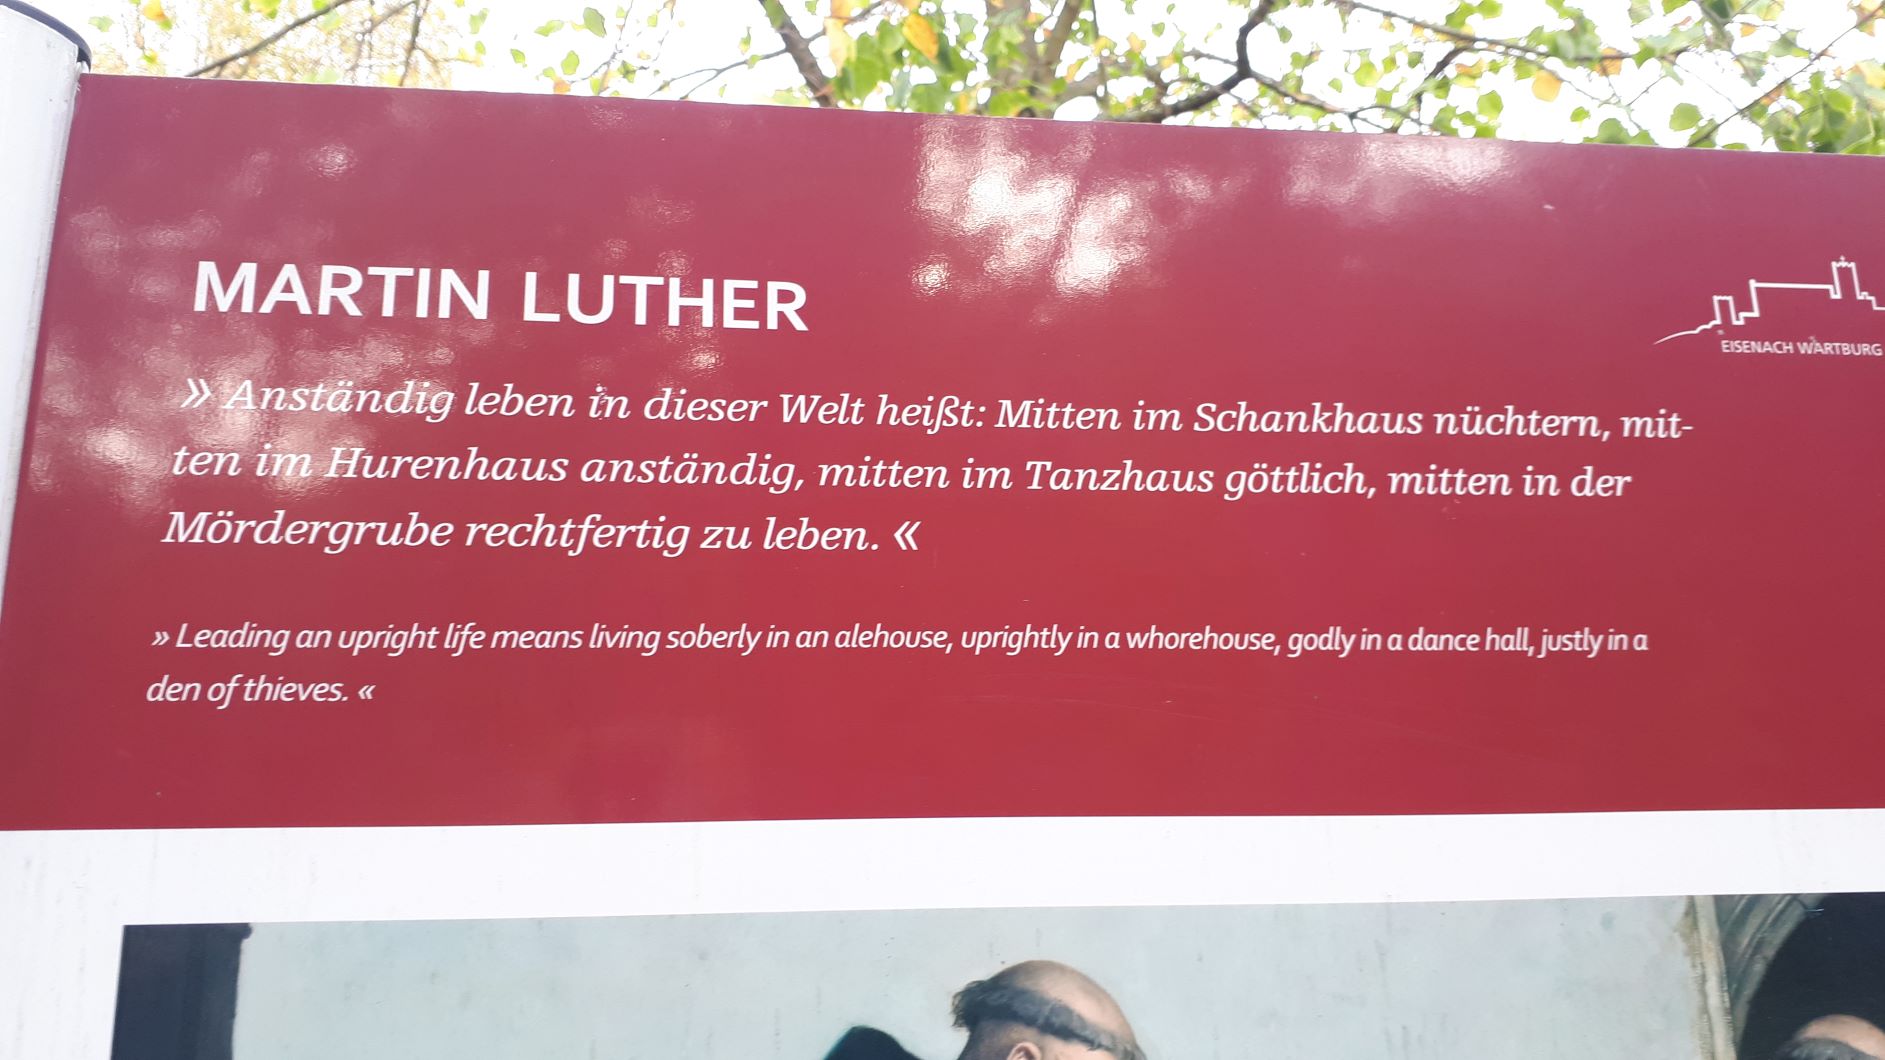 MARTIN LUTHER
EISENACH WARTBURG
» Anständig leben in dieser Welt heißt: Mitten im Schankhaus nüchtern, mit-
ten im Hurenhaus anständig, mitten im Tanzhaus göttlich, mitten in der
Mördergrube rechtfertig zu leben. «
» Leading an upright life means living soberly in an alehouse, uprightly in a whorehouse, godly in a dance hall, justly in a
den of thieves. «